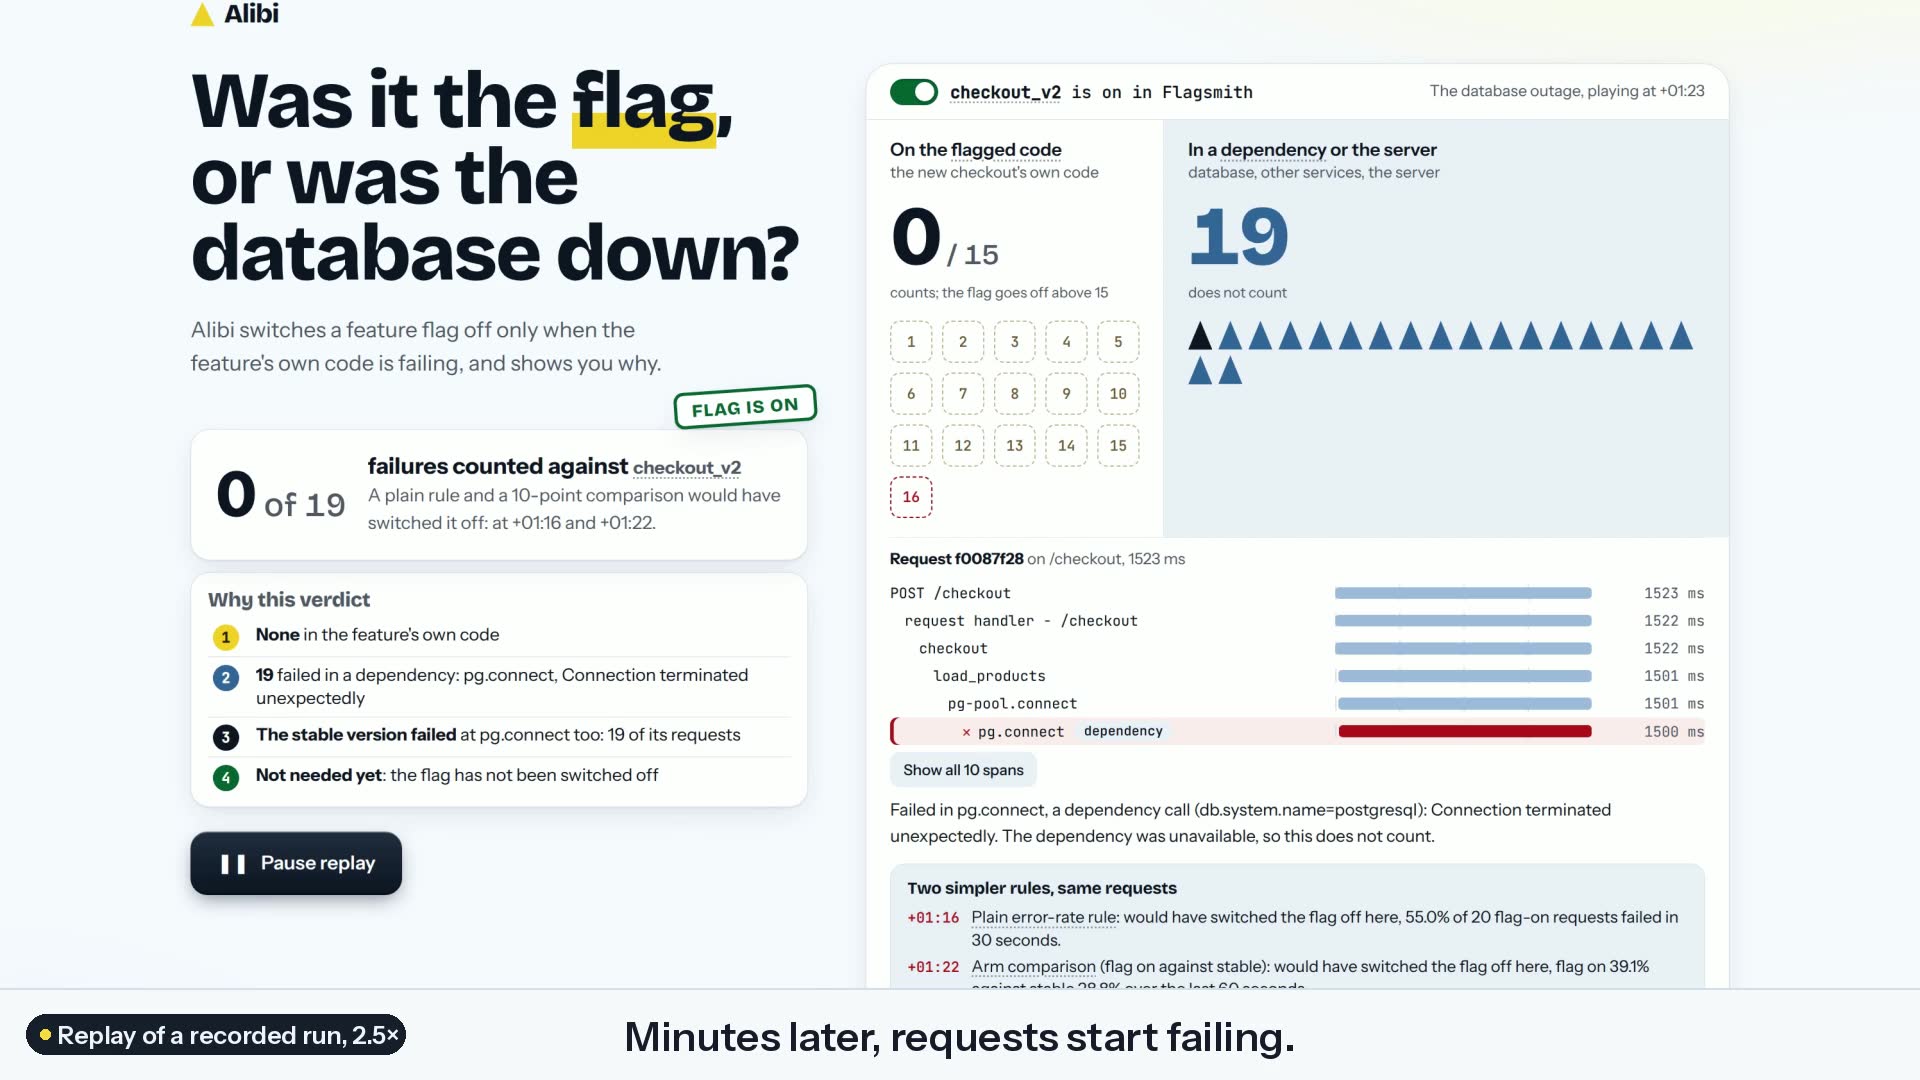 Alibi
Was it the flag,
or was the
database down?
Alibi switches a feature flag off only when the
feature's own code is failing, and shows you why.
FLAG IS ON
0 of 19
failures counted against checkout_v2
A plain rule and a 10-point comparison would have
switched it off: at +01:16 and +01:22.
Why this verdict
1 None in the feature's own code
2 19 failed in a dependency: pg.connect, Connection terminated
unexpectedly
3 The stable version failed at pg.connect too: 19 of its requests
4 Not needed yet: the flag has not been switched off
Pause replay
checkout_v2 is on in Flagsmith
The database outage, playing at +01:23
On the flagged code
the new checkout's own code
0 / 15
counts; the flag goes off above 15
1 2 3 4 5
6 7 8 9 10
11 12 13 14 15
16
In a dependency or the server
database, other services, the server
19
does not count
Request f0087f28 on /checkout, 1523 ms
POST /checkout 1523 ms
request handler - /checkout 1522 ms
checkout 1522 ms
load_products 1501 ms
pg-pool.connect 1501 ms
× pg.connect dependency 1500 ms
Show all 10 spans
Failed in pg.connect, a dependency call (db.system.name=postgresql): Connection terminated
unexpectedly. The dependency was unavailable, so this does not count.
Two simpler rules, same requests
+01:16 Plain error-rate rule: would have switched the flag off here, 55.0% of 20 flag-on requests failed in
30 seconds.
+01:22 Arm comparison (flag on against stable): would have switched the flag off here, flag on 39.1%
against stable 28.8% over the last 60 seconds.
Replay of a recorded run, 2.5×
Minutes later, requests start failing.